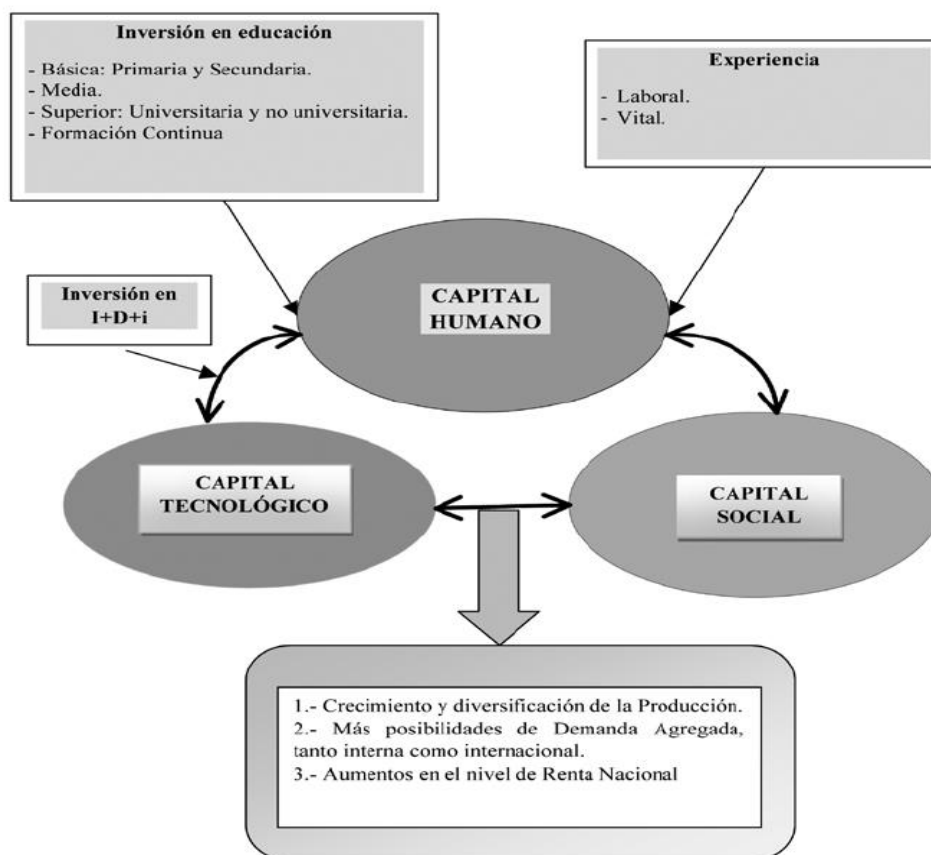 Inversión en educación
- Básica: Primaria y Secundaria.
- Media.
- Superior: Universitaria y no universitaria.
- Formación Continua
Experiencia
- Laboral.
- Vital.
Inversión en
I+D+i
CAPITAL
HUMANO
CAPITAL
TECNOLÓGICO
CAPITAL
SOCIAL
1.- Crecimiento y diversificación de la Producción.
2.- Más posibilidades de Demanda Agregada,
tanto interna como internacional.
3.- Aumentos en el nivel de Renta Nacional